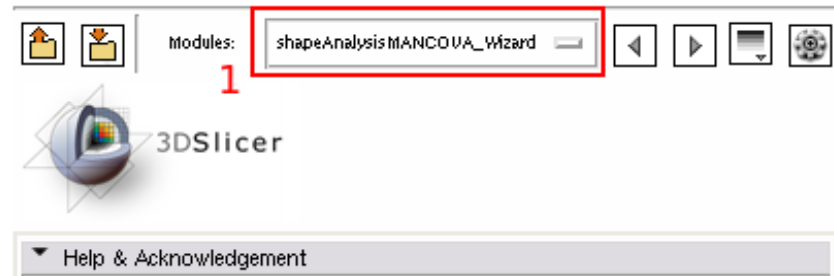 Modules: shapeAnalysisMANCOVA_Wizard
1
3DSlicer
Help & Acknowledgement